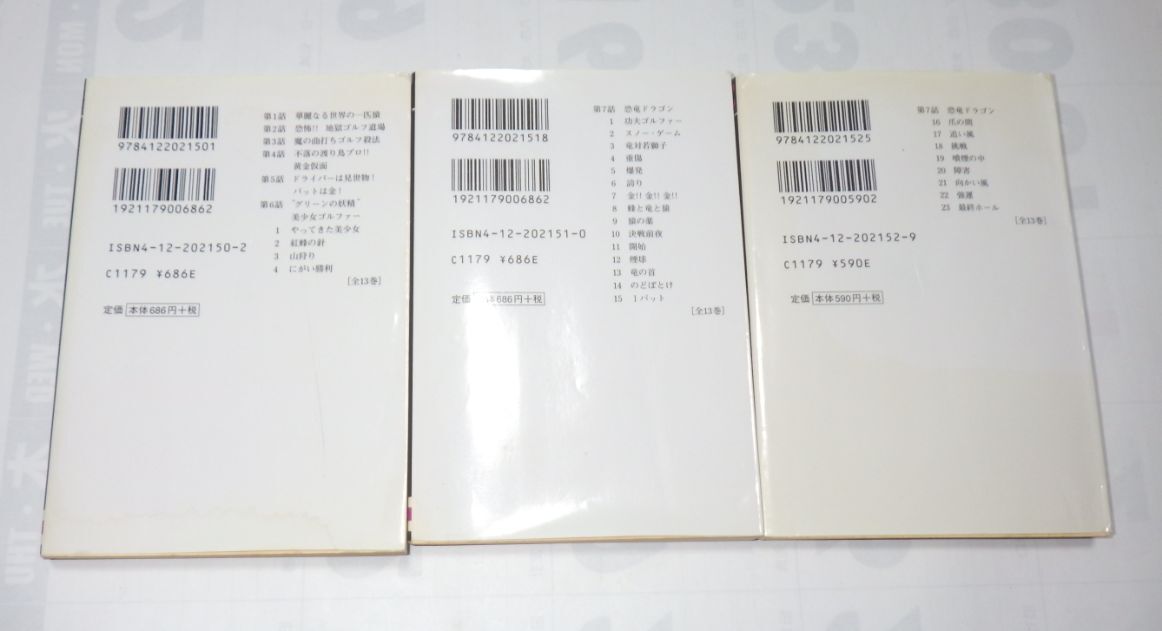 9784122021501
1921179006862
ISBN4-12-202150-2
C1179 ¥686E
定価 本体686円+税
第1話 華麗なる世界の一匹猿
第2話 恐怖!! 地獄ゴルフ道場
第3話 魔の曲打ちゴルフ殺法
第4話 不落の渡り鳥プロ!!
黄金仮面
第5話 ドライバーは見世物!
パットは金!
第6話 "グリーンの妖精"
美少女ゴルファー
1 やってきた美少女
2 紅蜂の針
3 山狩り
4 にがい勝利
[全13巻]
9784122021518
1921179006862
ISBN4-12-202151-0
C1179 ¥686E
定価 本体686円+税
第7話 恐竜ドラゴン
1 功夫ゴルファー
2 スノー・ゲーム
3 竜対若獅子
4 重傷
5 爆発
6 誇り
7 金!! 金!! 金!!
8 蜂と竜と猿
9 猿の薬
10 決戦前夜
11 開始
12 煙球
13 竜の首
14 のどぼとけ
15 1パット
[全13巻]
9784122021525
1921179005902
ISBN4-12-202152-9
C1179 ¥590E
定価 本体590円+税
第7話 恐竜ドラゴン
16 爪の間
17 追い風
18 挑戦
19 噴煙の中
20 障害
21 向かい風
22 強運
23 最終ホール
[全13巻]
MON
火
TUE
水
WED
木
THU